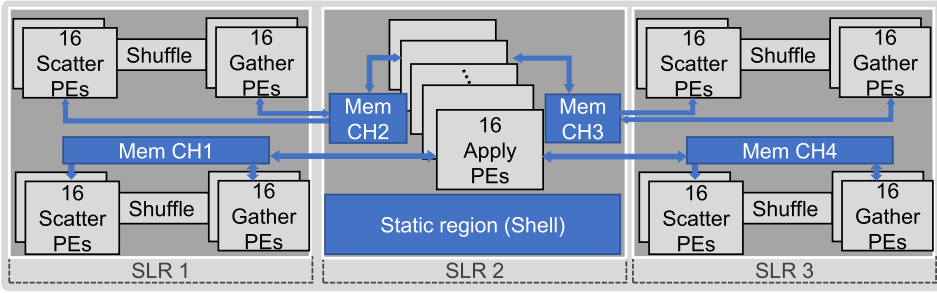 16
Scatter
PEs
Shuffle
16
Gather
PEs
Mem CH1
16
Scatter
PEs
Shuffle
16
Gather
PEs
SLR 1
Mem
CH2
Mem
CH3
16
Apply
PEs
Static region (Shell)
SLR 2
16
Scatter
PEs
Shuffle
16
Gather
PEs
Mem CH4
16
Scatter
PEs
Shuffle
16
Gather
PEs
SLR 3